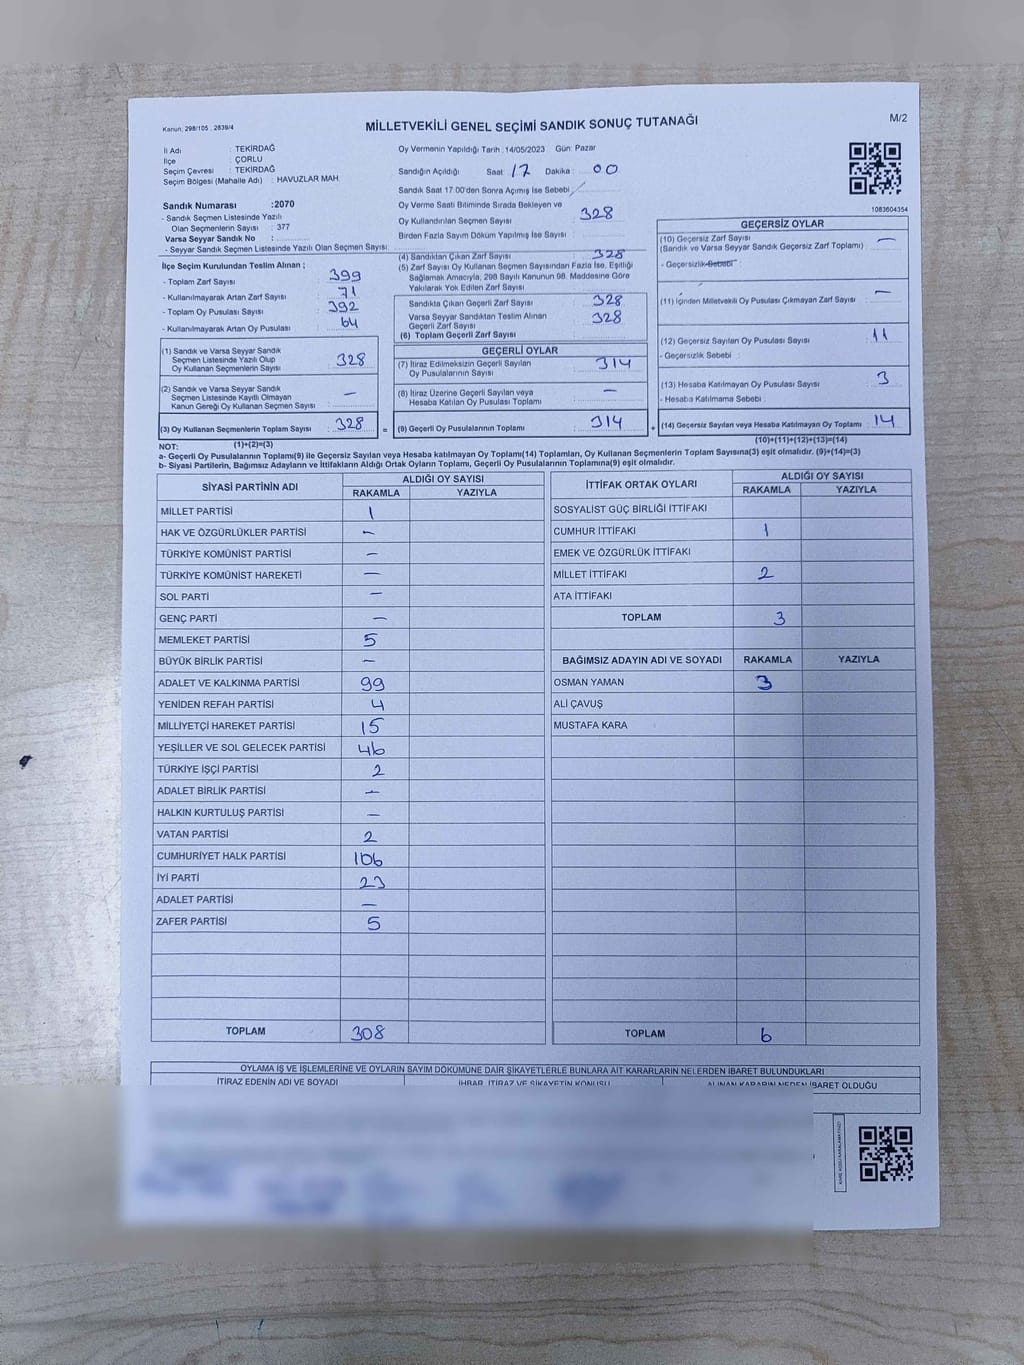 Kanun: 298/105 , 2839/4
MİLLETVEKİLİ GENEL SEÇİMİ SANDIK SONUÇ TUTANAĞI
M/2
İl Adı : TEKİRDAĞ
İlçe : ÇORLU
Seçim Çevresi : TEKİRDAĞ
Seçim Bölgesi (Mahalle Adı) : HAVUZLAR MAH.
Sandık Numarası :2070
- Sandık Seçmen Listesinde Yazılı
Olan Seçmenlerin Sayısı : 377
Varsa Seyyar Sandık No :
- Seyyar Sandık Seçmen Listesinde Yazılı Olan Seçmen Sayısı:
Oy Vermenin Yapıldığı Tarih : 14/05/2023 Gün: Pazar
Sandığın Açıldığı Saat 17 Dakika : 00
Sandık Saat 17.00'den Sonra Açımış İse Sebebi
Oy Verme Saati Bitiminde Sırada Bekleyen ve
Oy Kullandırılan Seçmen Sayısı : 328
Birden Fazla Sayım Döküm Yapılmış İse Sayısı :
1083604354
İlçe Seçim Kurulundan Teslim Alınan ;
- Toplam Zarf Sayısı : 399
- Kullanılmayarak Artan Zarf Sayısı : 71
- Toplam Oy Pusulası : 392
- Kullanılmayarak Artan Oy Pusulası : 64
(4) Sandıktan Çıkan Zarf Sayısı 328
(5) Zarf Sayısı Oy Kullanan Seçmen Sayısından Fazla İse, Eşitliği
Sağlamak Amacıyla, 298 Sayılı Kanunun 98. Maddesine Göre
Yakılarak Yok Edilen Zarf Sayısı
Sandıkta Çıkan Geçerli Zarf Sayısı : 328
Varsa Seyyar Sandıktan Teslim Alınan
Geçerli Zarf Sayısı : 328
(6) Toplam Geçerli Zarf Sayısı
GEÇERSİZ OYLAR
(10) Geçersiz Zarf Sayısı —
(Sandık ve Varsa Seyyar Sandık Geçersiz Zarf Toplamı)
- Geçersizlik Sebebi :
(11) İçinden Milletvekili Oy Pusulası Çıkmayan Zarf Sayısı : —
(12) Geçersiz Sayılan Oy Pusulası Sayısı : 11
- Geçersizlik Sebebi :
(13) Hesaba Katılmayan Oy Pusulası Sayısı : 3
- Hesaba Katılmama Sebebi :
(14) Geçersiz Sayılan veya Hesaba Katılmayan Oy Toplamı 14
(10)+(11)+(12)+(13)=(14)
(1) Sandık ve Varsa Seyyar Sandık
Seçmen Listesinde Yazılı Olup
Oy Kullanan Seçmenlerin Sayısı : 328
(2) Sandık ve Varsa Seyyar Sandık
Seçmen Listesinde Kayıtlı Olmayan
Kanun Gereği Oy Kullanan Seçmen Sayısı : —
(3) Oy Kullanan Seçmenlerin Toplam Sayısı : 328 =
(1)+(2)=(3)
GEÇERLİ OYLAR
(7) İtiraz Edilmeksizin Geçerli Sayılan
Oy Pusulalarının Sayısı : 314
(8) İtiraz Üzerine Geçerli Sayılan veya
Hesaba Katılan Oy Pusulası Toplamı : —
(9) Geçerli Oy Pusulalarının Toplamı : 314 +
NOT:
a- Geçerli Oy Pusulalarının Toplamı(9) ile Geçersiz Sayılan veya Hesaba katılmayan Oy Toplamı(14) Toplamları, Oy Kullanan Seçmenlerin Toplam Sayısına(3) eşit olmalıdır. (9)+(14)=(3)
b- Siyasi Partilerin, Bağımsız Adayların ve İttifakların Aldığı Ortak Oyların Toplamı, Geçerli Oy Pusulalarının Toplamına(9) eşit olmalıdır.
SİYASİ PARTİNİN ADI ALDIĞI OY SAYISI
RAKAMLA YAZIYLA
MİLLET PARTİSİ 1
HAK VE ÖZGÜRLÜKLER PARTİSİ —
TÜRKİYE KOMÜNİST PARTİSİ —
TÜRKİYE KOMÜNİST HAREKETİ —
SOL PARTİ —
GENÇ PARTİ —
MEMLEKET PARTİSİ 5
BÜYÜK BİRLİK PARTİSİ —
ADALET VE KALKINMA PARTİSİ 99
YENİDEN REFAH PARTİSİ 4
MİLLİYETÇİ HAREKET PARTİSİ 15
YEŞİLLER VE SOL GELECEK PARTİSİ 46
TÜRKİYE İŞÇİ PARTİSİ 2
ADALET BİRLİK PARTİSİ —
HALKIN KURTULUŞ PARTİSİ —
VATAN PARTİSİ 2
CUMHURİYET HALK PARTİSİ 106
İYİ PARTİ 23
ADALET PARTİSİ —
ZAFER PARTİSİ 5
TOPLAM 308
İTTİFAK ORTAK OYLARI ALDIĞI OY SAYISI
RAKAMLA YAZIYLA
SOSYALİST GÜÇ BİRLİĞİ İTTİFAKI
CUMHUR İTTİFAKI 1
EMEK VE ÖZGÜRLÜK İTTİFAKI
MİLLET İTTİFAKI 2
ATA İTTİFAKI
TOPLAM 3
BAĞIMSIZ ADAYIN ADI VE SOYADI RAKAMLA YAZIYLA
OSMAN YAMAN 3
ALİ ÇAVUŞ
MUSTAFA KARA
TOPLAM 6
OYLAMA İŞ VE İŞLEMLERİNE VE OYLARIN SAYIM DÖKÜMÜNE DAİR ŞİKAYETLERLE BUNLARA AİT KARARLARIN NELERDEN İBARET BULUNDUKLARI
İTİRAZ EDENİN ADI VE SOYADI İHBAR, İTİRAZ VE ŞİKAYETİN KONUSU ALINAN KARARIN NEDEN İBARET OLDUĞU